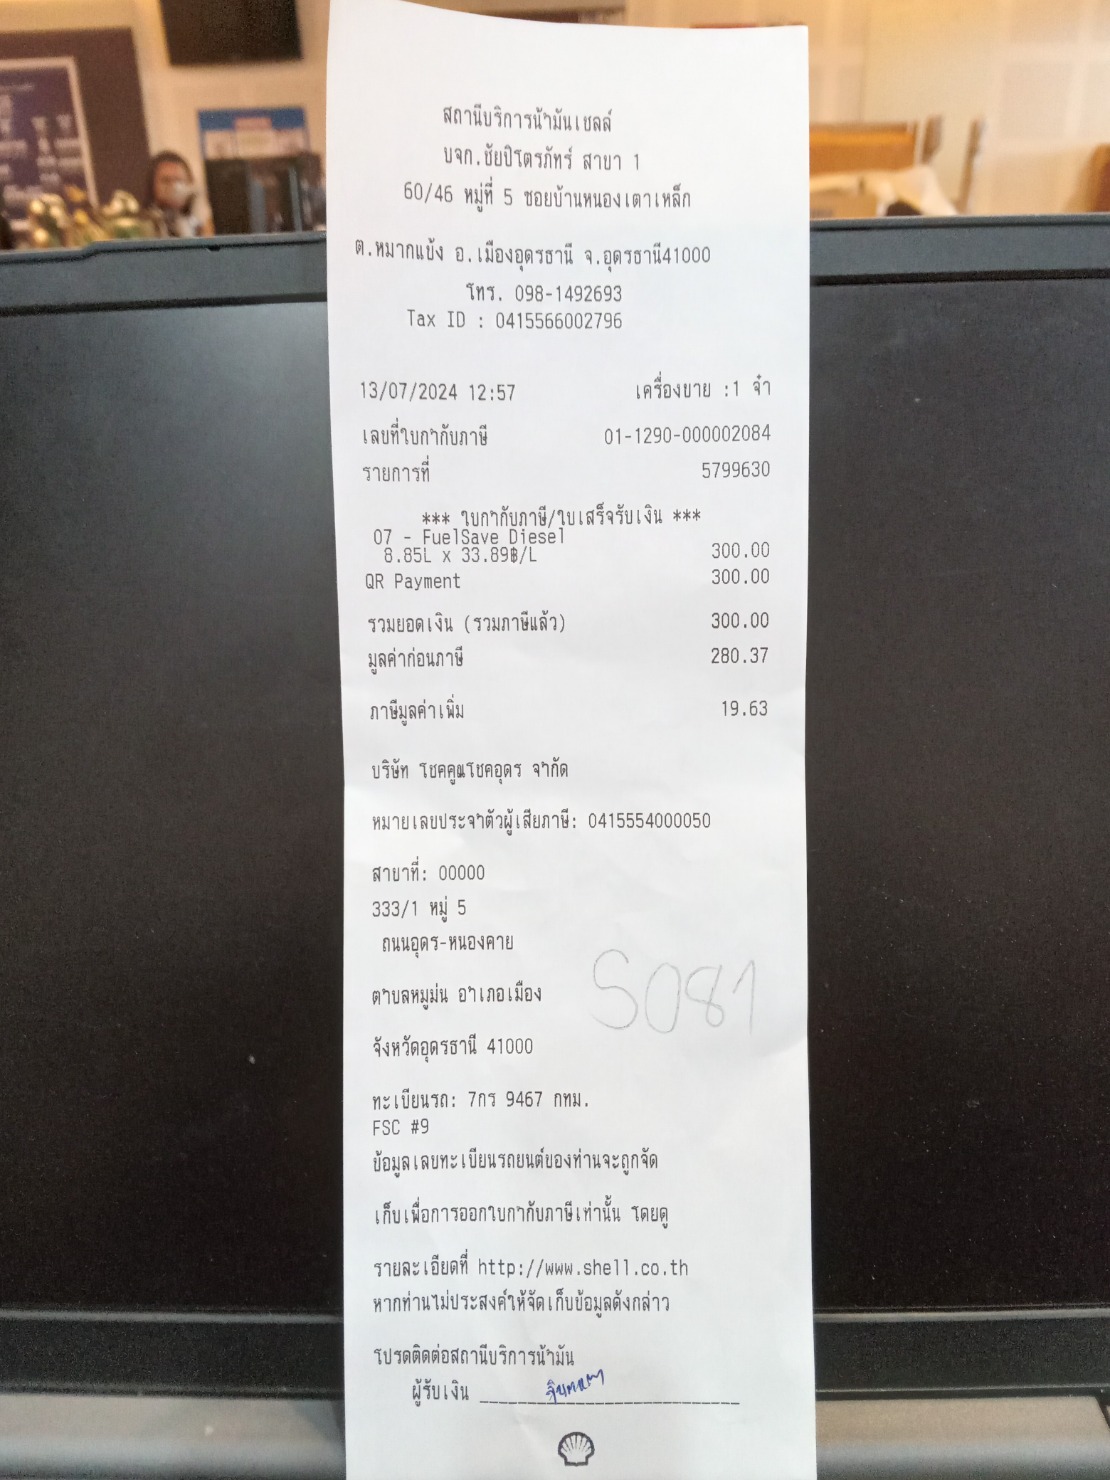 สถานีบริการน้ำมันเชลล์
บจก.ชัยปิโตรภัทร์ สาขา 1
60/46 หมู่ที่ 5 ซอยบ้านหนองเตาเหล็ก
ต.หมากแข้ง อ.เมืองอุดรธานี จ.อุดรธานี41000
โทร. 098-1492693
Tax ID : 0415566002796
13/07/2024 12:57 เครื่องขาย :1 จ๋า
เลขที่ใบกำกับภาษี 01-1290-000002084
รายการที่ 5799630
*** ใบกำกับภาษี/ใบเสร็จรับเงิน ***
07 - FuelSave Diesel
8.85L x 33.89฿/L 300.00
QR Payment 300.00
รวมยอดเงิน (รวมภาษีแล้ว) 300.00
มูลค่าก่อนภาษี 280.37
ภาษีมูลค่าเพิ่ม 19.63
บริษัท โชคคูณโชคอุดร จำกัด
หมายเลขประจำตัวผู้เสียภาษี: 0415554000050
สาขาที่: 00000
333/1 หมู่ 5
ถนนอุดร-หนองคาย
ตำบลหมูม่น อำเภอเมือง
S081
จังหวัดอุดรธานี 41000
ทะเบียนรถ: 7กร 9467 กทม.
FSC #9
ข้อมูลเลขทะเบียนรถยนต์ของท่านจะถูกจัด
เก็บเพื่อการออกใบกำกับภาษีเท่านั้น โดยดู
รายละเอียดที่ http://www.shell.co.th
หากท่านไม่ประสงค์ให้จัดเก็บข้อมูลดังกล่าว
โปรดติดต่อสถานีบริการน้ำมัน
ผู้รับเงิน